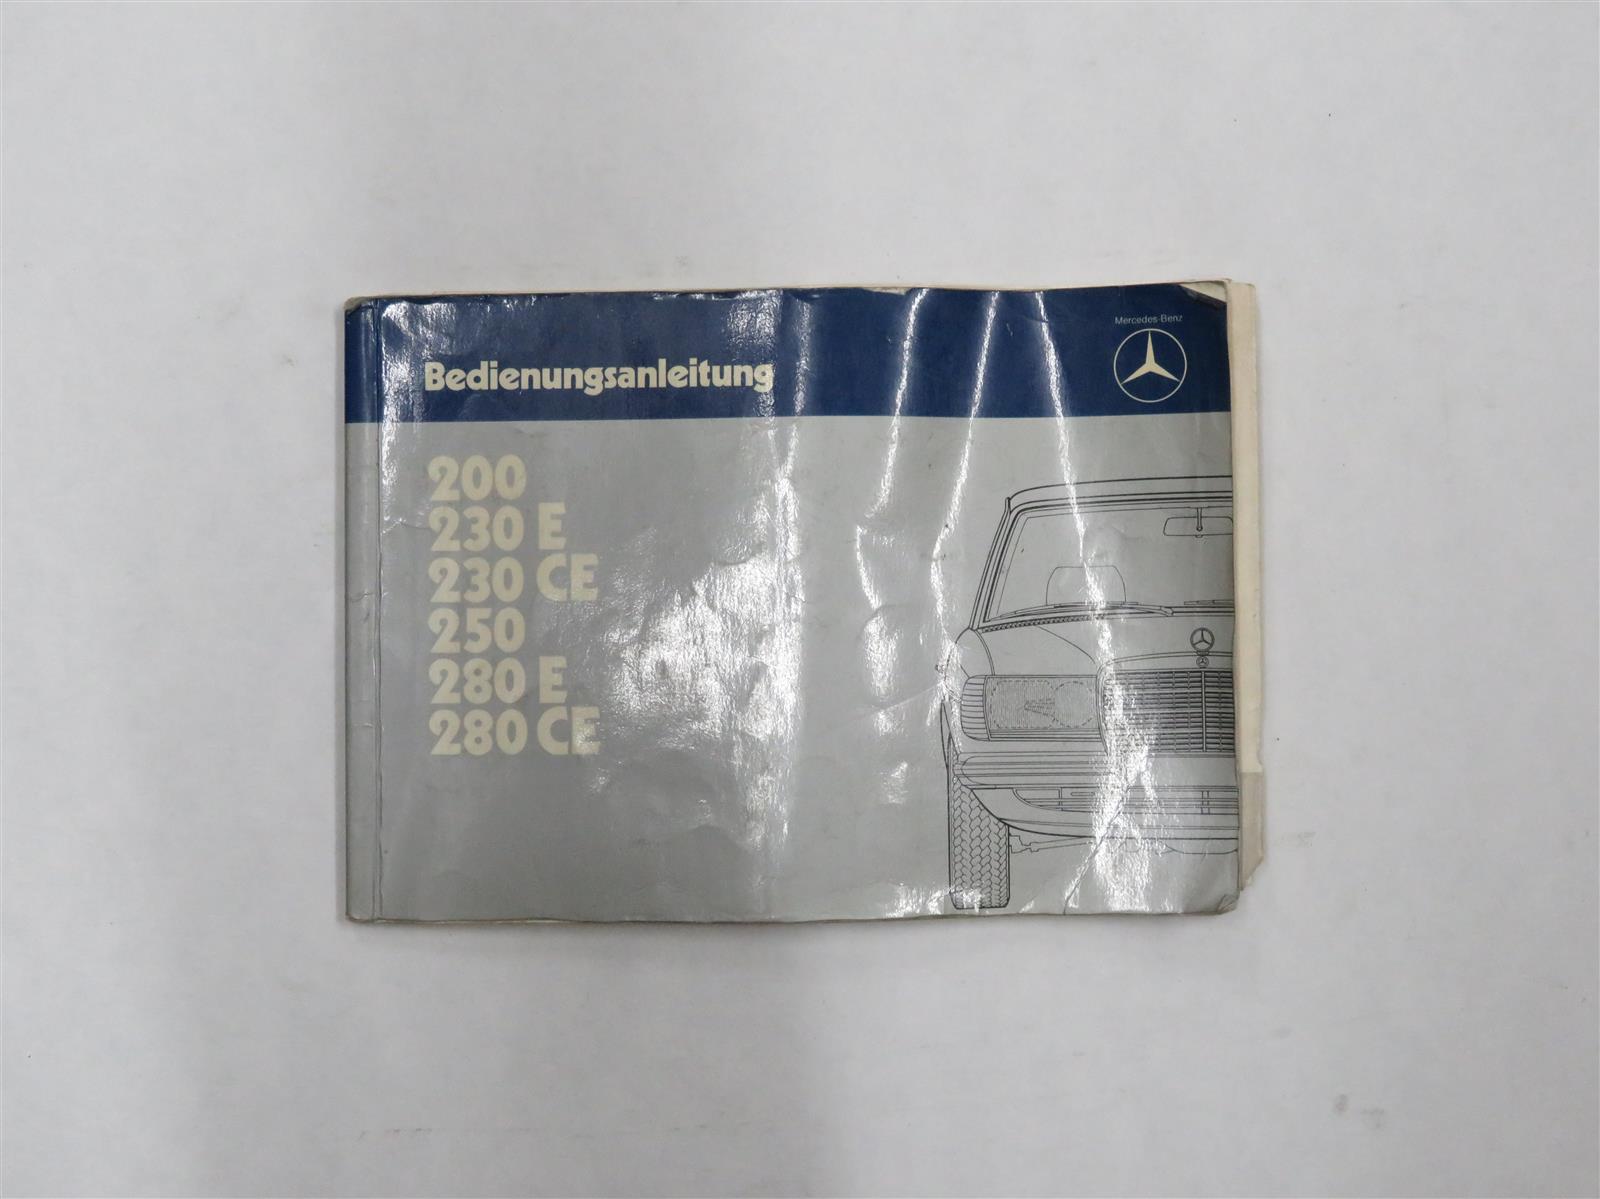 Mercedes-Benz
Bedienungsanleitung
200
230 E
230 CE
250
280 E
280 CE